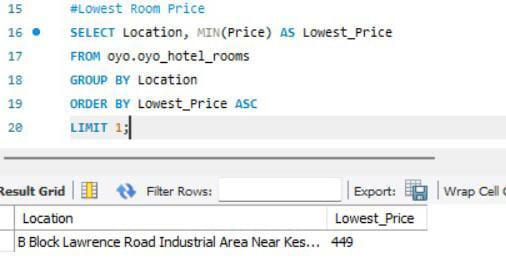 15 #Lowest Room Price
16 SELECT Location, MIN(Price) AS Lowest_Price
17 FROM oyo.oyo_hotel_rooms
18 GROUP BY Location
19 ORDER BY Lowest_Price ASC
20 LIMIT 1;
Result Grid Filter Rows: Export: Wrap Cell C
Location Lowest_Price
B Block Lawrence Road Industrial Area Near Kes... 449